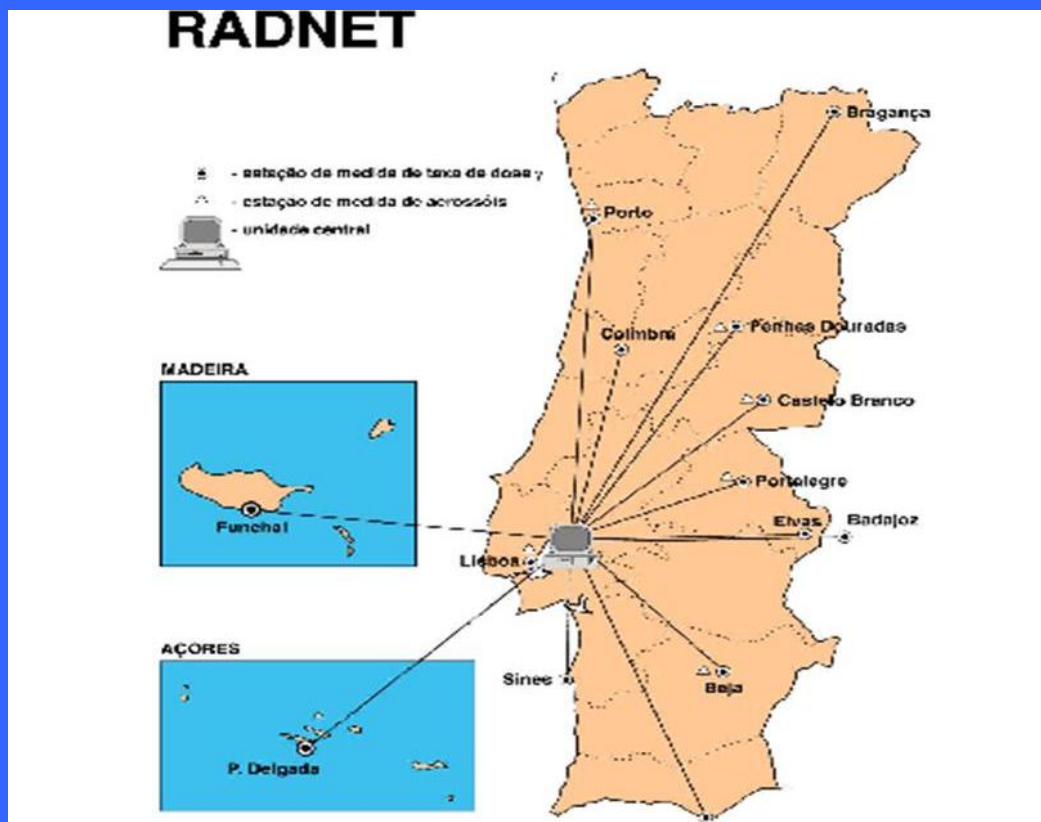 RADNET
- estação de medida de taxa de dose γ
- estação de medida de aerossóis
- unidade central
Bragança
Porto
Penhas Douradas
Coimbra
MADEIRA
Castelo Branco
Portalegre
Elvas
Badajoz
Funchal
Lisboa
AÇORES
Sines
Beja
P. Delgada